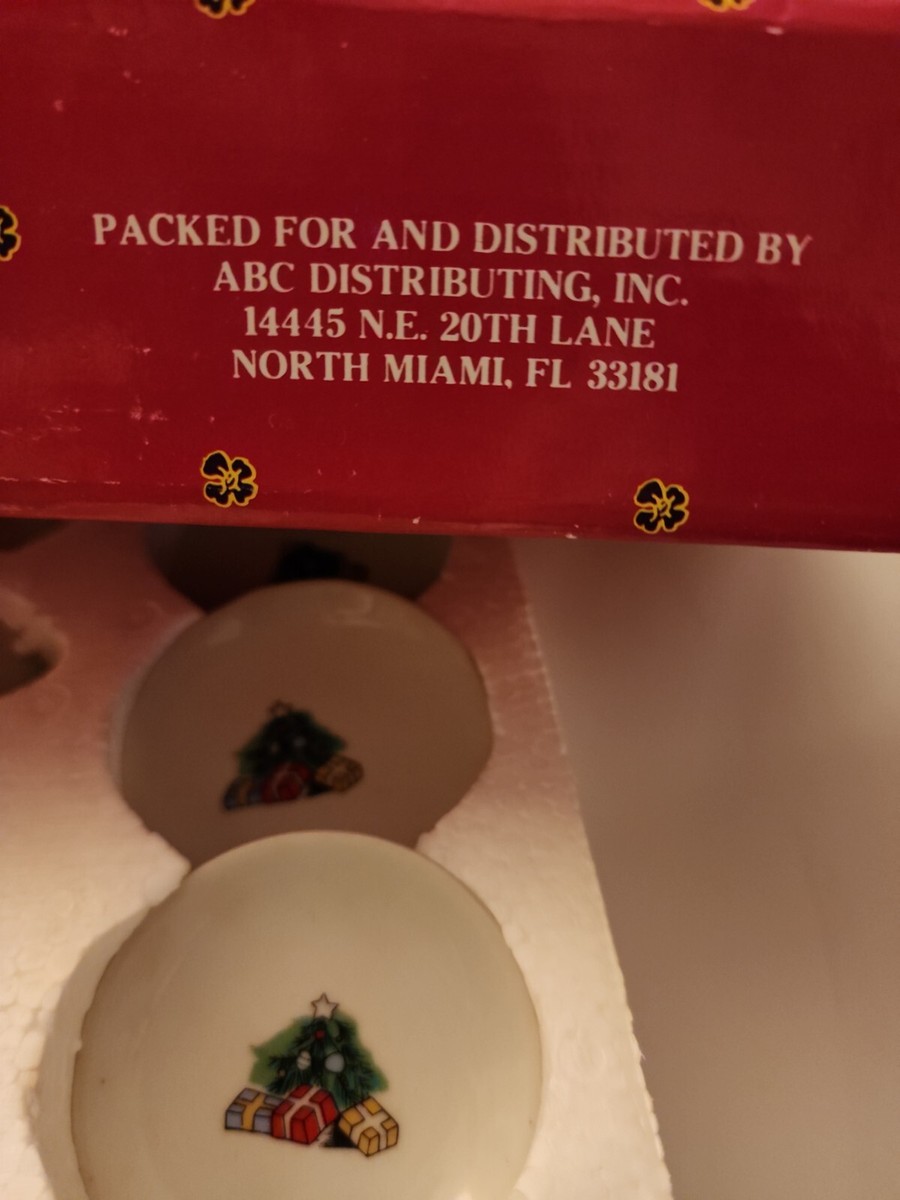 PACKED FOR AND DISTRIBUTED BY
ABC DISTRIBUTING, INC.
14445 N.E. 20TH LANE
NORTH MIAMI, FL 33181